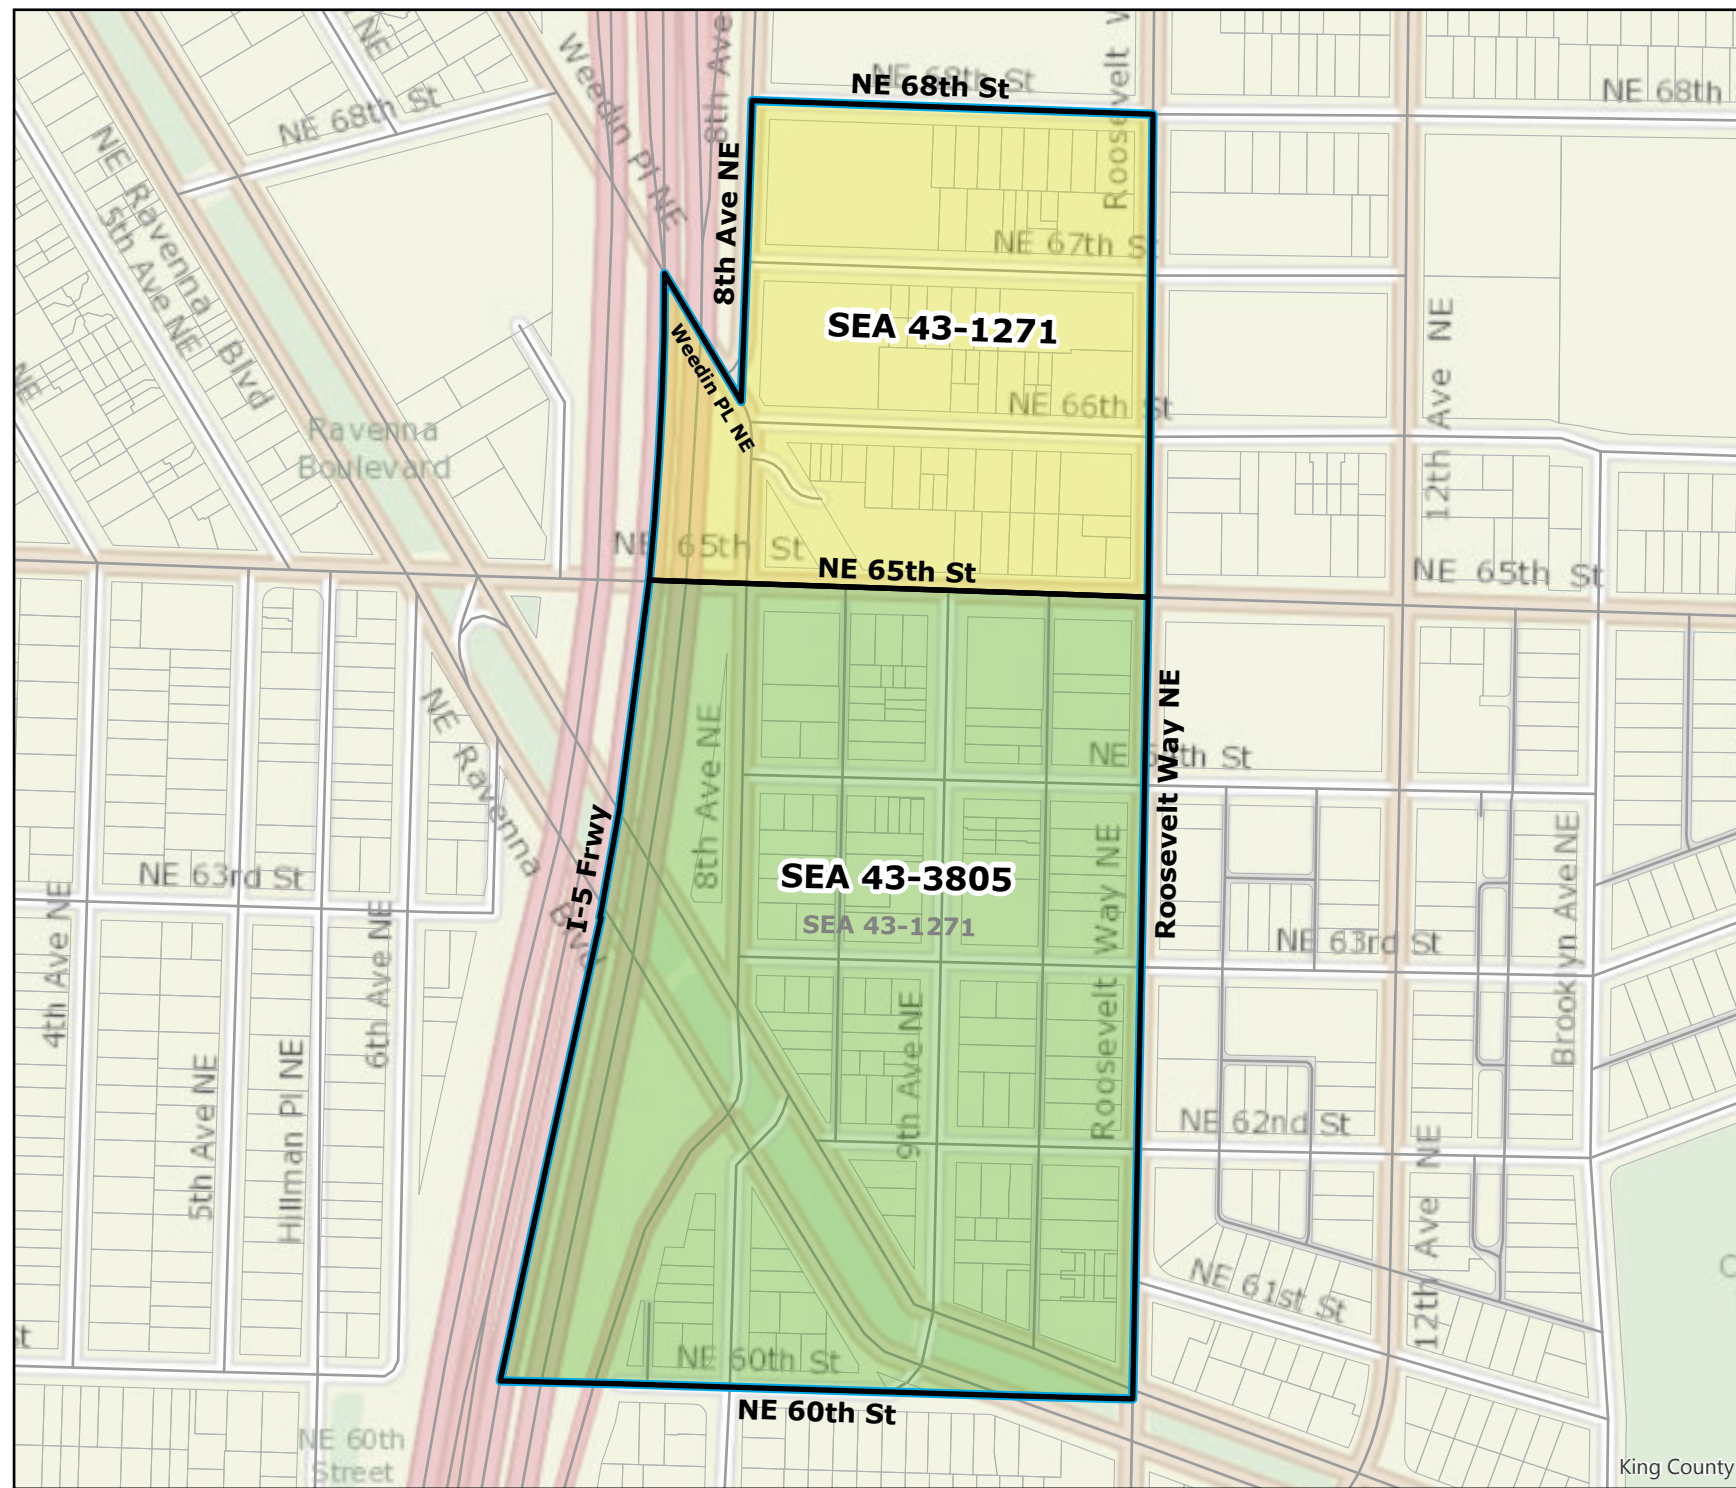 NE
Weedin Pl NE
8th Ave
NE 68th St
NE 68th St
NE 68th St
NE 68th
8th Ave NE
NE Ravenna
Blvd
5th Ave NE
NE
NE 67th St
SEA 43-1271
Weedin PL NE
NE 66th St
12th Ave NE
Ravenna
Boulevard
NE 65th St
NE 65th St
NE 65th St
NE Ravenna
8th Ave NE
Roosevelt Way NE
I-5 Frwy
NE 63rd St
SEA 43-3805
SEA 43-1271
NE 63rd St
Roosevelt Way NE
Brooklyn Ave NE
4th Ave NE
6th Ave NE
5th Ave NE
Hillman Pl NE
9th Ave NE
NE 62nd St
12th Ave NE
NE 61st St
St
NE 60th St
NE 60th St
NE 60th
Street
King County